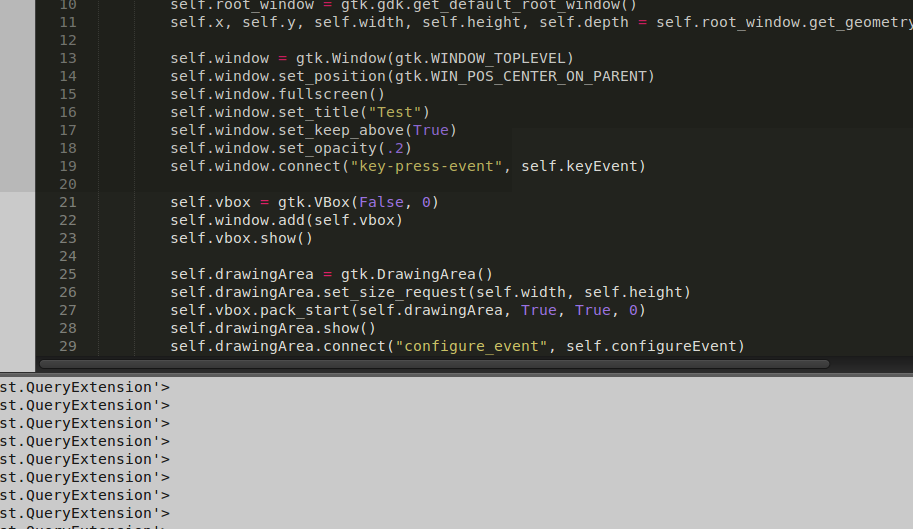 10 self.root_window = gtk.gdk.get_default_root_window()
11 self.x, self.y, self.width, self.height, self.depth = self.root_window.get_geometry
12
13 self.window = gtk.Window(gtk.WINDOW_TOPLEVEL)
14 self.window.set_position(gtk.WIN_POS_CENTER_ON_PARENT)
15 self.window.fullscreen()
16 self.window.set_title("Test")
17 self.window.set_keep_above(True)
18 self.window.set_opacity(.2)
19 self.window.connect("key-press-event", self.keyEvent)
20
21 self.vbox = gtk.VBox(False, 0)
22 self.window.add(self.vbox)
23 self.vbox.show()
24
25 self.drawingArea = gtk.DrawingArea()
26 self.drawingArea.set_size_request(self.width, self.height)
27 self.vbox.pack_start(self.drawingArea, True, True, 0)
28 self.drawingArea.show()
29 self.drawingArea.connect("configure_event", self.configureEvent)
st.QueryExtension'>
st.QueryExtension'>
st.QueryExtension'>
st.QueryExtension'>
st.QueryExtension'>
st.QueryExtension'>
st.QueryExtension'>
st.QueryExtension'>